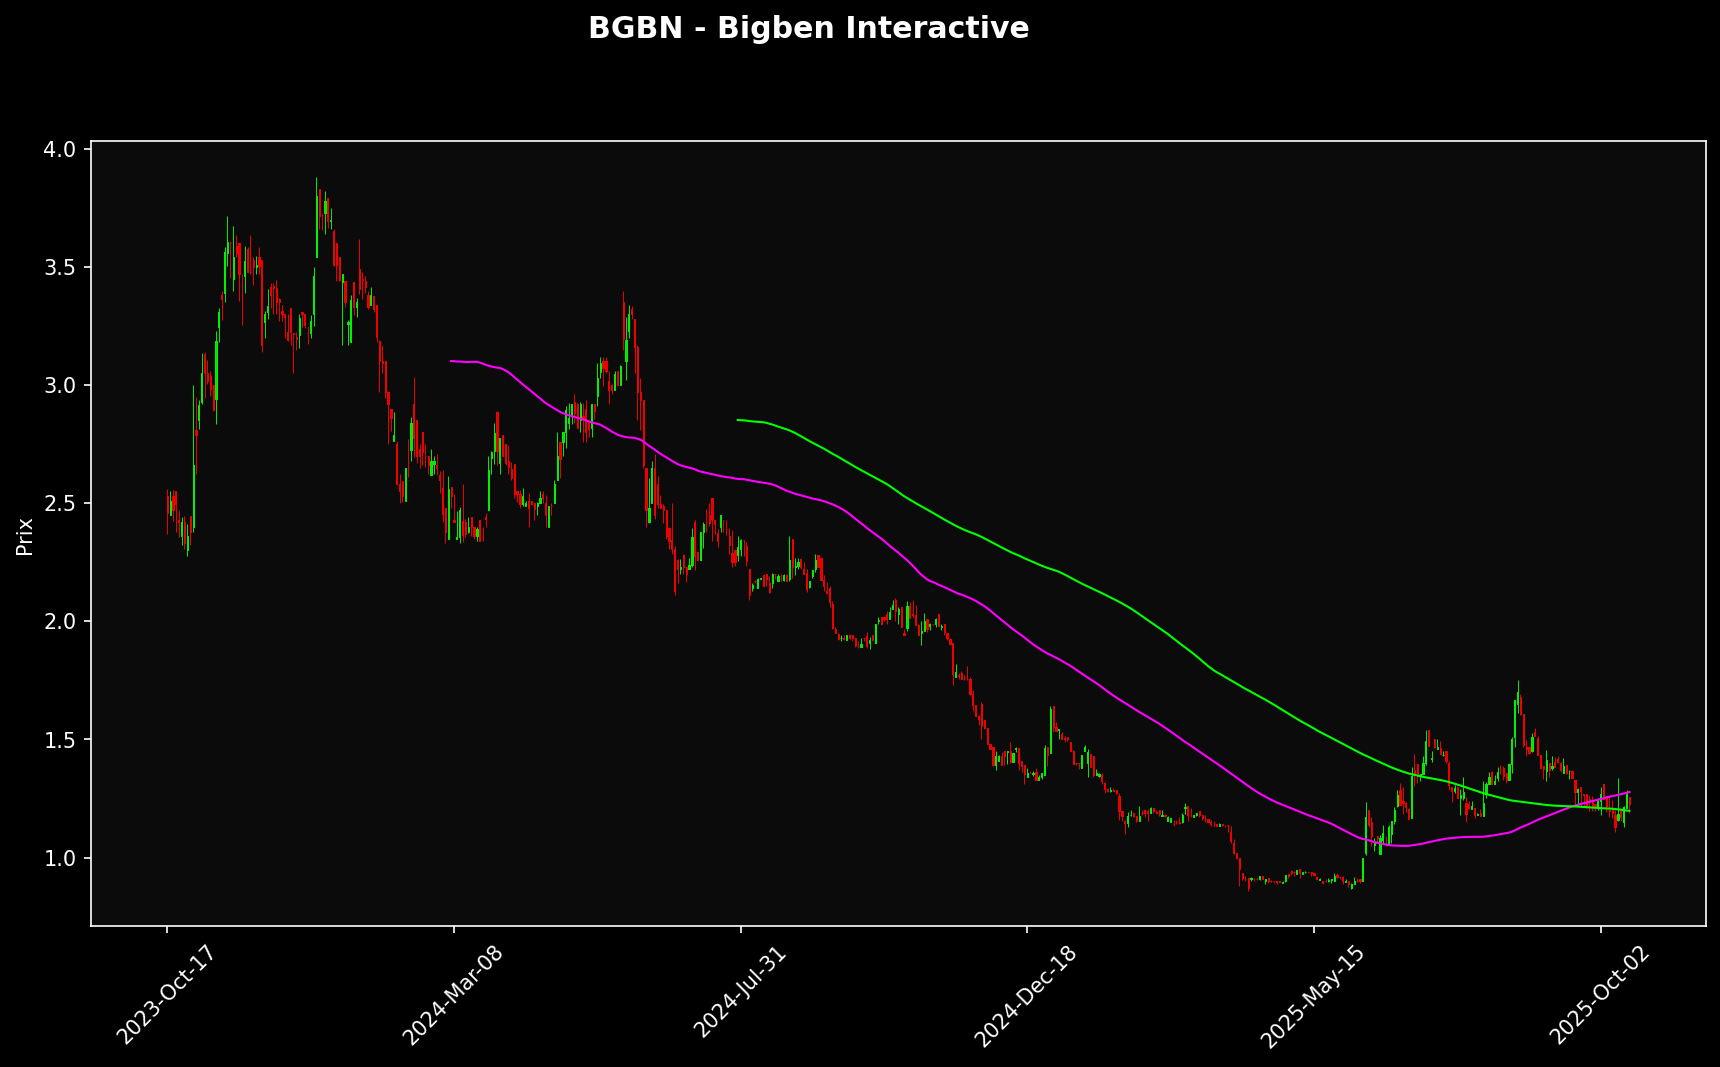 BGBN - Bigben Interactive
Prix
4.0
3.5
3.0
2.5
2.0
1.5
1.0
2023-Oct-17
2024-Mar-08
2024-Jul-31
2024-Dec-18
2025-May-15
2025-Oct-02